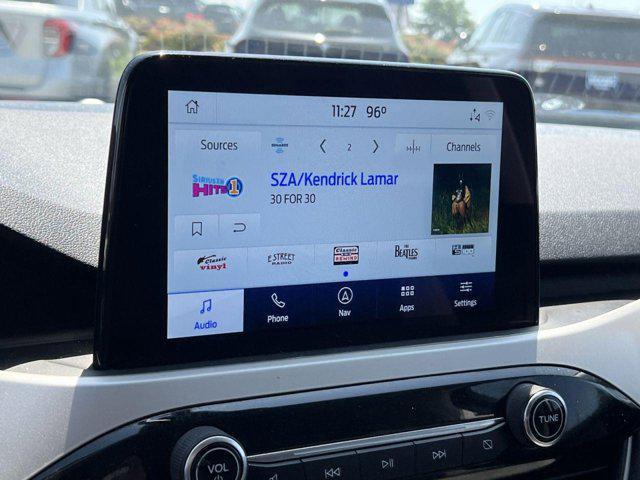 11:27 96°
Sources
SIRIUSXM
2
Channels
SIRIUSXM
HITS 1
SZA/Kendrick Lamar
30 FOR 30
Classic
vinyl
E STREET
RADIO
Classic
REWIND
THE
BEATLES
Audio
Phone
Nav
Apps
Settings
VOL
TUNE